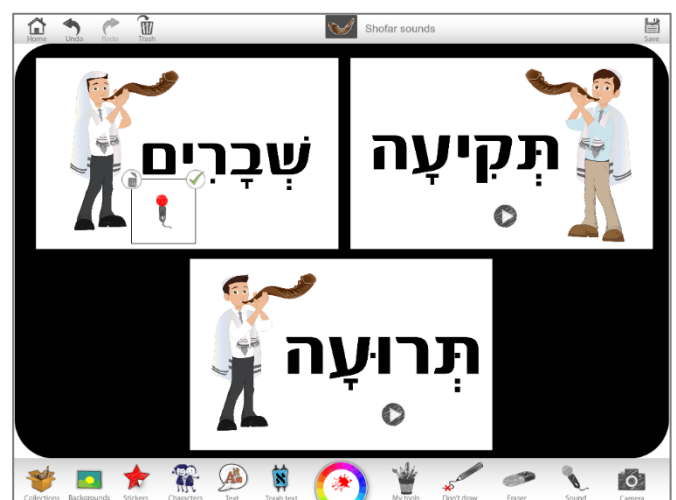 Home
Undo
Redo
Trash
Shofar sounds
Save
תְּקִיעָה
שְׁבָרִים
תְּרוּעָה
Collections
Backgrounds
Stickers
Characters
Text
Torah text
My tools
Don't draw
Eraser
Sound
Camera